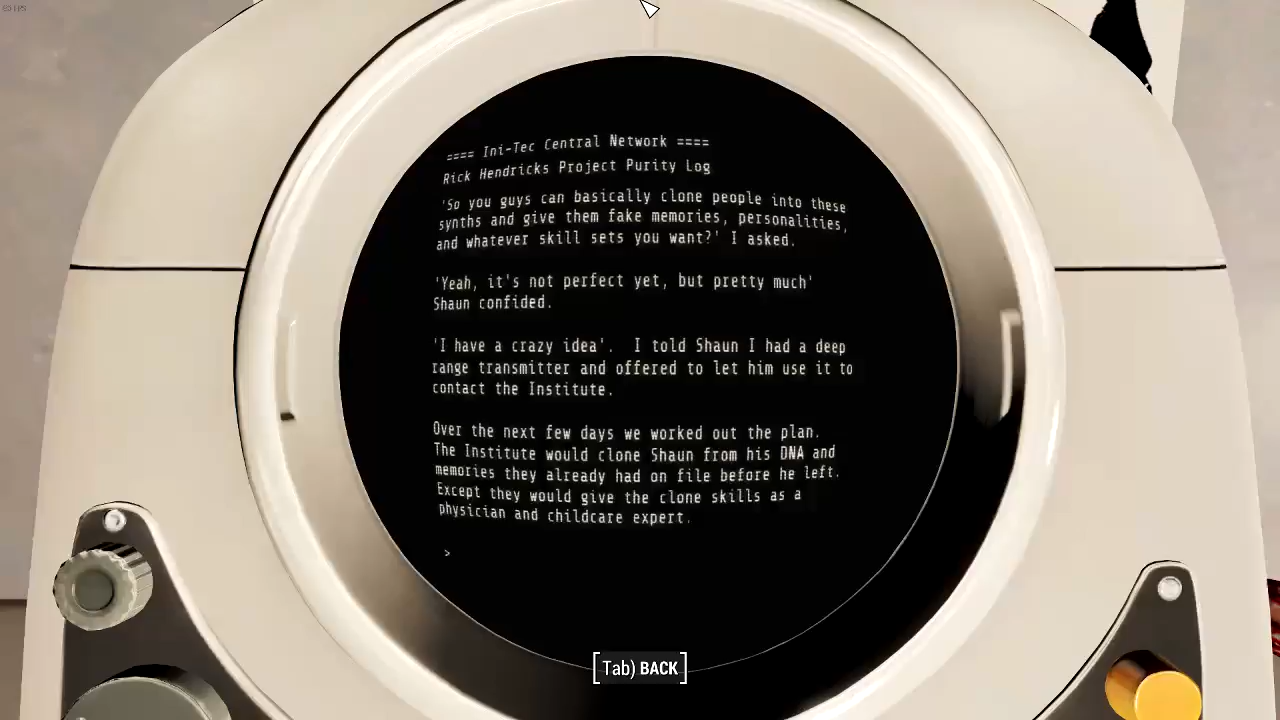 ==== Ini-Tec Central Network ====
Rick Hendricks Project Purity Log
'So you guys can basically clone people into these
synths and give them fake memories, personalities,
and whatever skill sets you want?' I asked.
'Yeah, it's not perfect yet, but pretty much'
Shaun confided.
'I have a crazy idea'.  I told Shaun I had a deep
range transmitter and offered to let him use it to
contact the Institute.
Over the next few days we worked out the plan.
The Institute would clone Shaun from his DNA and
memories they already had on file before he left.
Except they would give the clone skills as a
physician and childcare expert.
>
[Tab) BACK]